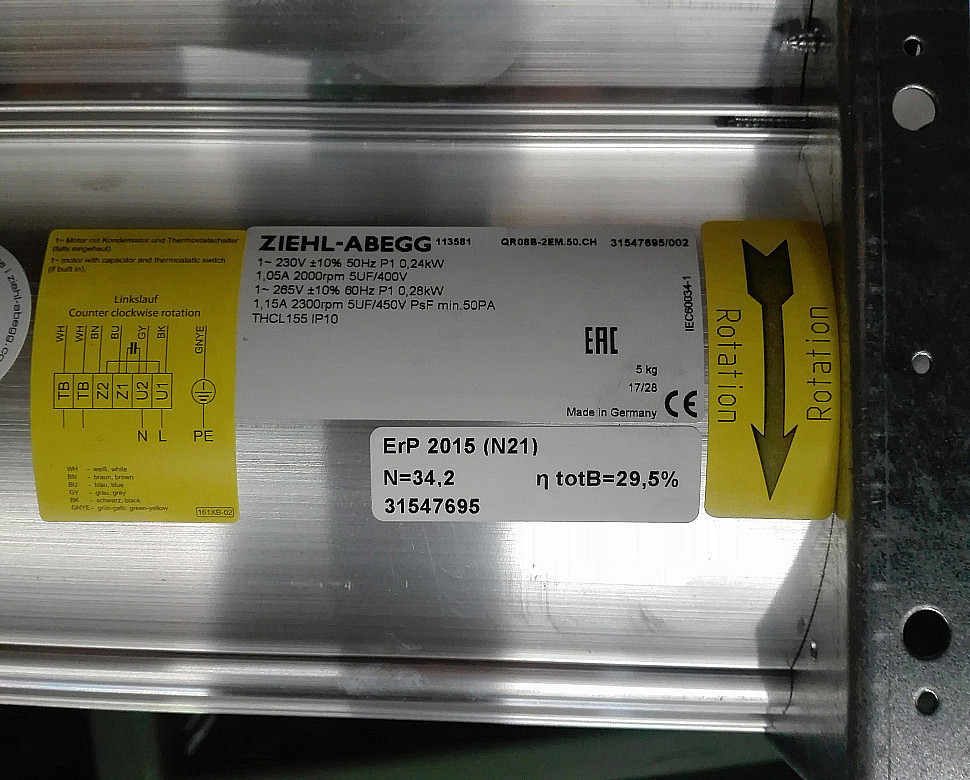 1~ Motor mit Kondensator und Thermostatschalter
(falls eingebaut).
1~ motor with capacitor and thermostatic switch
(if built in).
Linkslauf
Counter clockwise rotation
WH WH BN BU GY BK GNYE
TB TB Z2 Z1 U2 U1
N L PE
WH - weiß, white
BN - braun, brown
BU - blau, blue
GY - grau, grey
BK - schwarz, black
GNYE - grün-gelb, green-yellow
161XB-02
ZIEHL-ABEGG 113581 QR08B-2EM.50.CH 31547695/002
1~ 230V ±10% 50Hz P1 0,24kW
1,05A 2000rpm 5UF/400V
1~ 265V ±10% 60Hz P1 0,28kW
1,15A 2300rpm 5UF/450V PsF min.50PA
THCL155 IP10
IEC60034-1
EAC
5 kg
17/28
Made in Germany CE
ErP 2015 (N21)
N=34,2 η totB=29,5%
31547695
Rotation
Rotation
ziehl-abegg.co